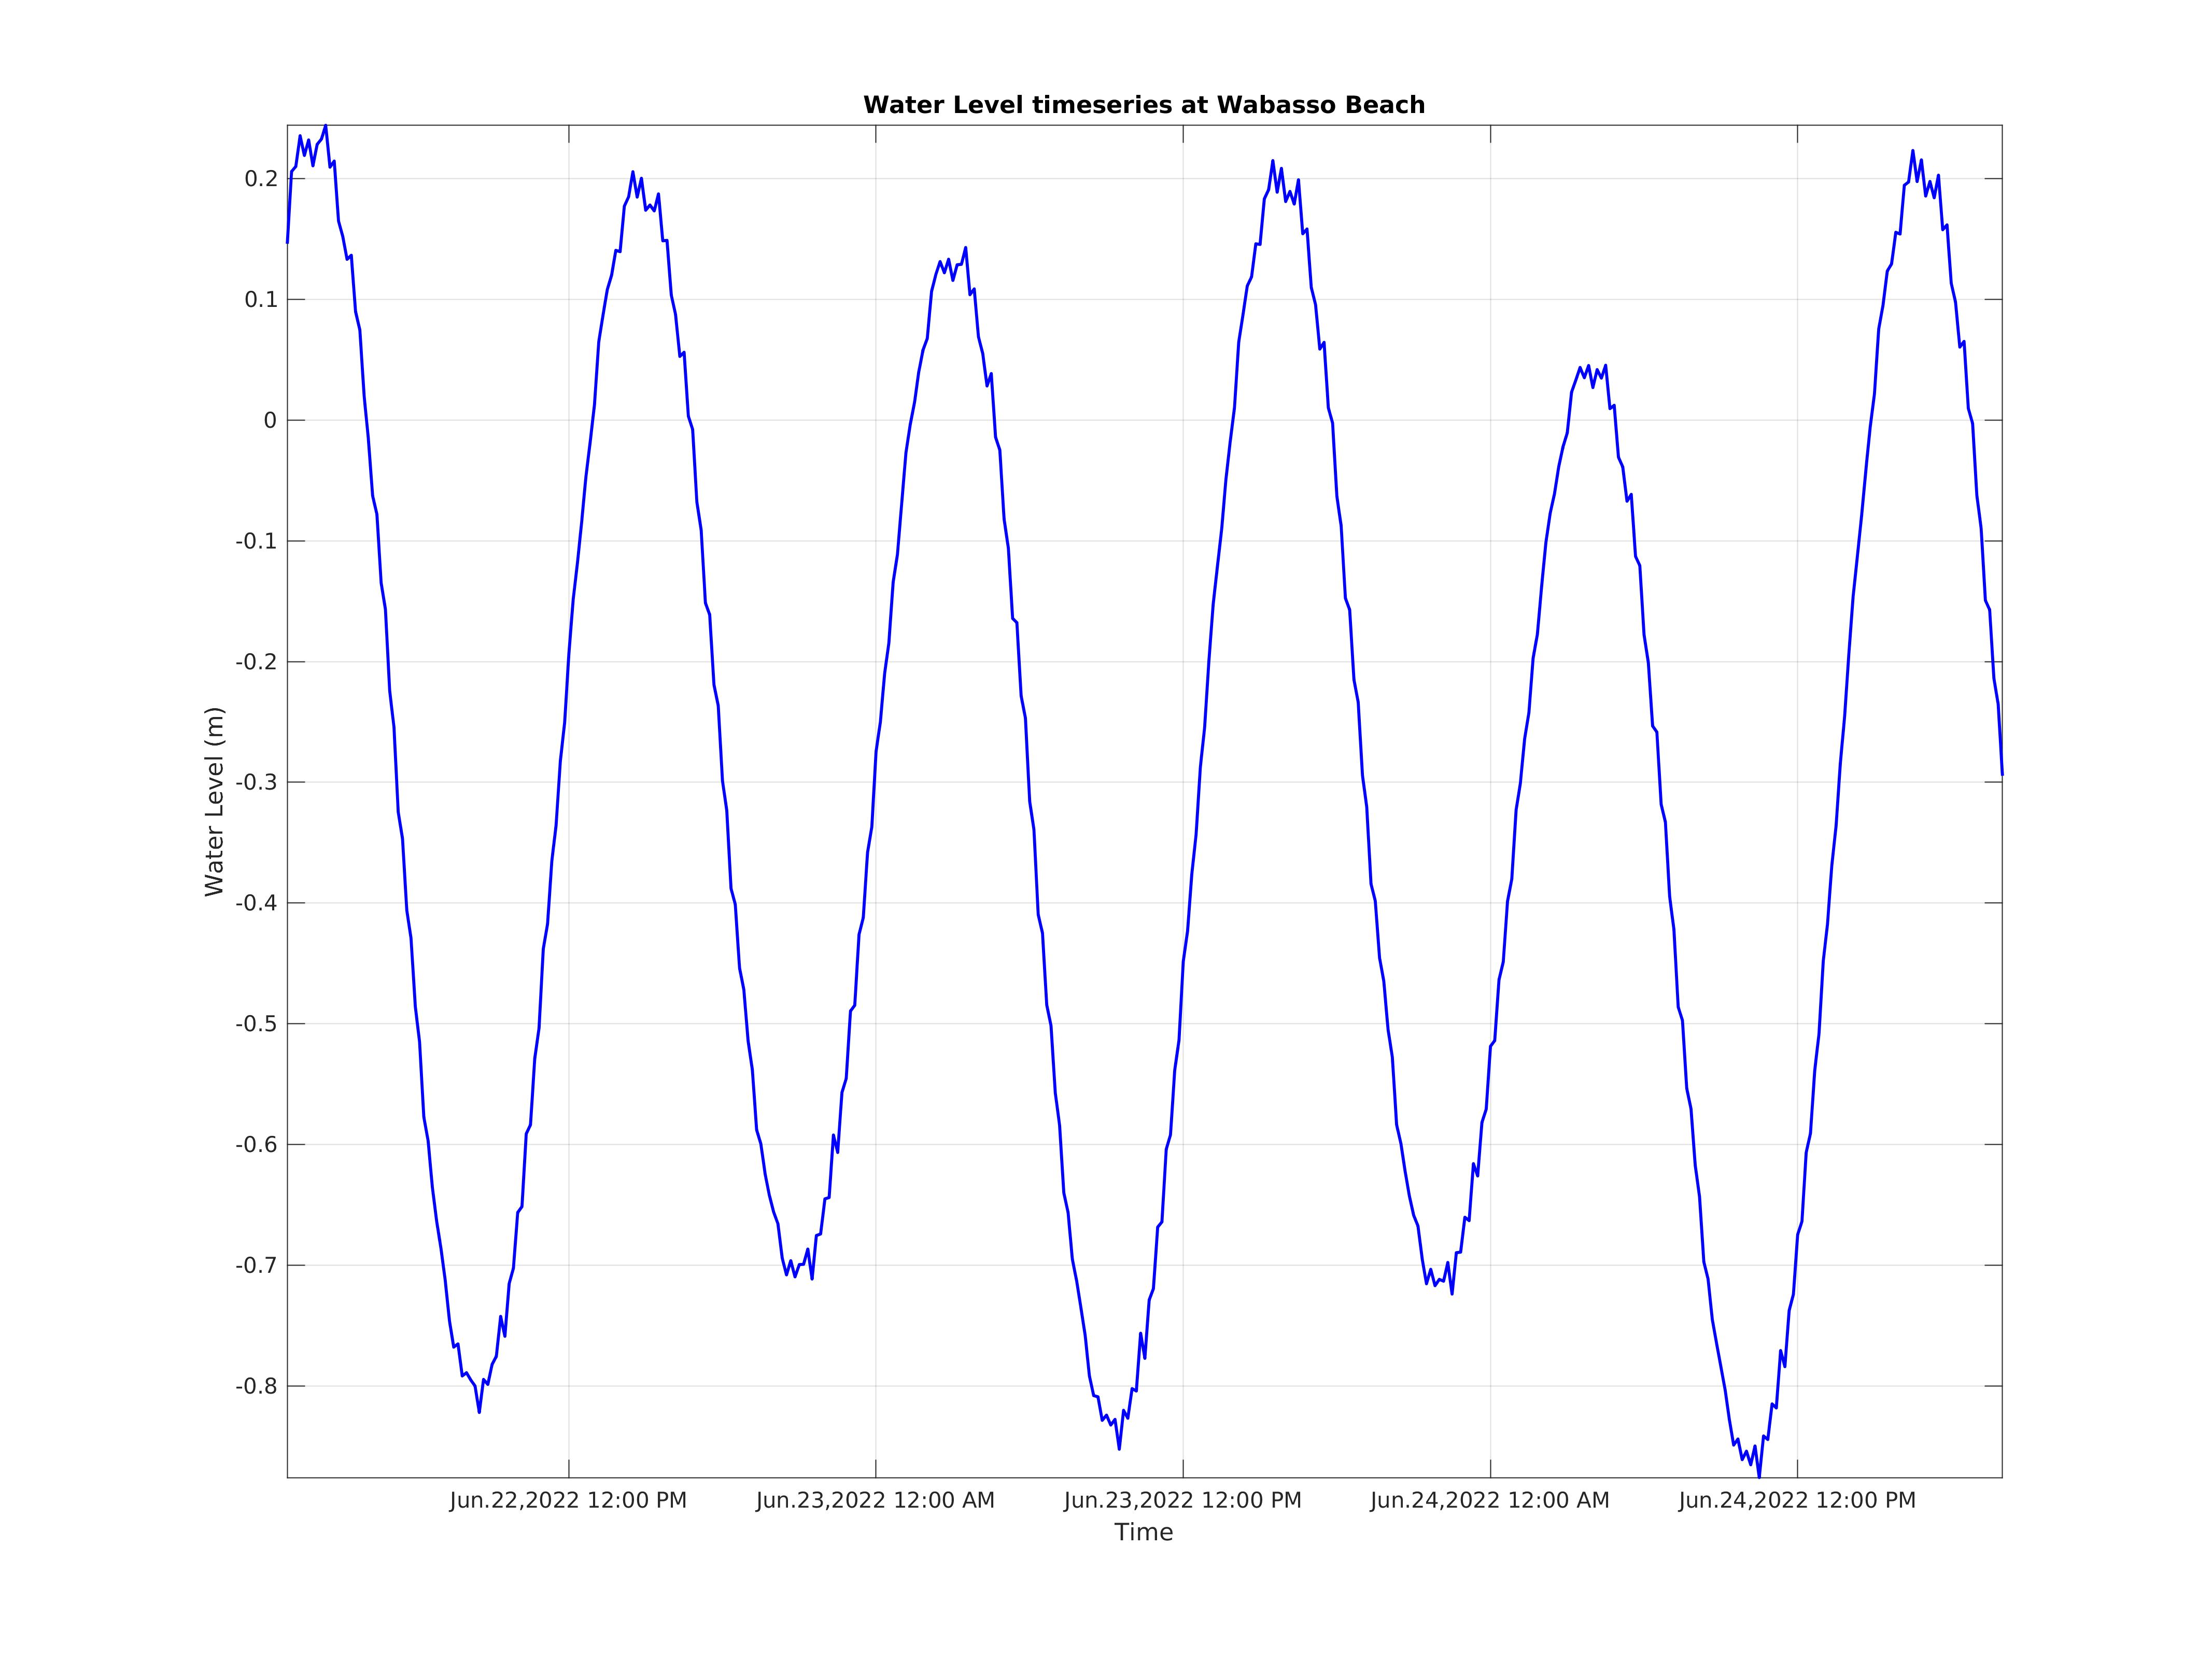 Water Level timeseries at Wabasso Beach
0.2
0.1
0
-0.1
-0.2
-0.3
-0.4
-0.5
-0.6
-0.7
-0.8
Water Level (m)
Jun.22,2022 12:00 PM
Jun.23,2022 12:00 AM
Jun.23,2022 12:00 PM
Jun.24,2022 12:00 AM
Jun.24,2022 12:00 PM
Time